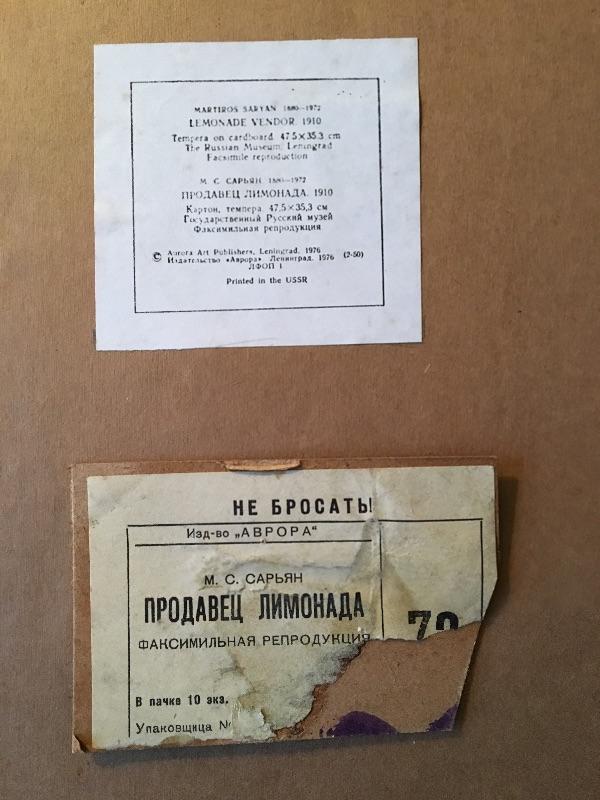 MARTIROS SARYAN 1880—1972
LEMONADE VENDOR. 1910
Tempera on cardboard. 47.5×35.3 cm
The Russian Museum, Leningrad
Facsimile reproduction
М. С. САРЬЯН 1880—1972
ПРОДАВЕЦ ЛИМОНАДА. 1910
Картон, темпера. 47,5×35,3 см
Государственный Русский музей
Факсимильная репродукция
© Aurora Art Publishers, Leningrad, 1976 (2-50)
Издательство «Аврора» Ленинград. 1976
ЛФОП 1
Printed in the USSR
НЕ БРОСАТЬ!
Изд-во „АВРОРА“
М. С. САРЬЯН
ПРОДАВЕЦ ЛИМОНАДА
ФАКСИМИЛЬНАЯ РЕПРОДУКЦИЯ
В пачке 10 экз.
Упаковщица